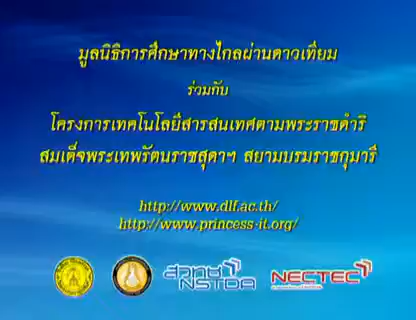 มูลนิธิการศึกษาทางไกลผ่านดาวเทียม
ร่วมกับ
โครงการเทคโนโลยีสารสนเทศตามพระราชดำริ
สมเด็จพระเทพรัตนราชสุดาฯ สยามบรมราชกุมารี
http://www.dlf.ac.th/
http://www.princess-it.org/
สวทช
NSTDA
NECTEC